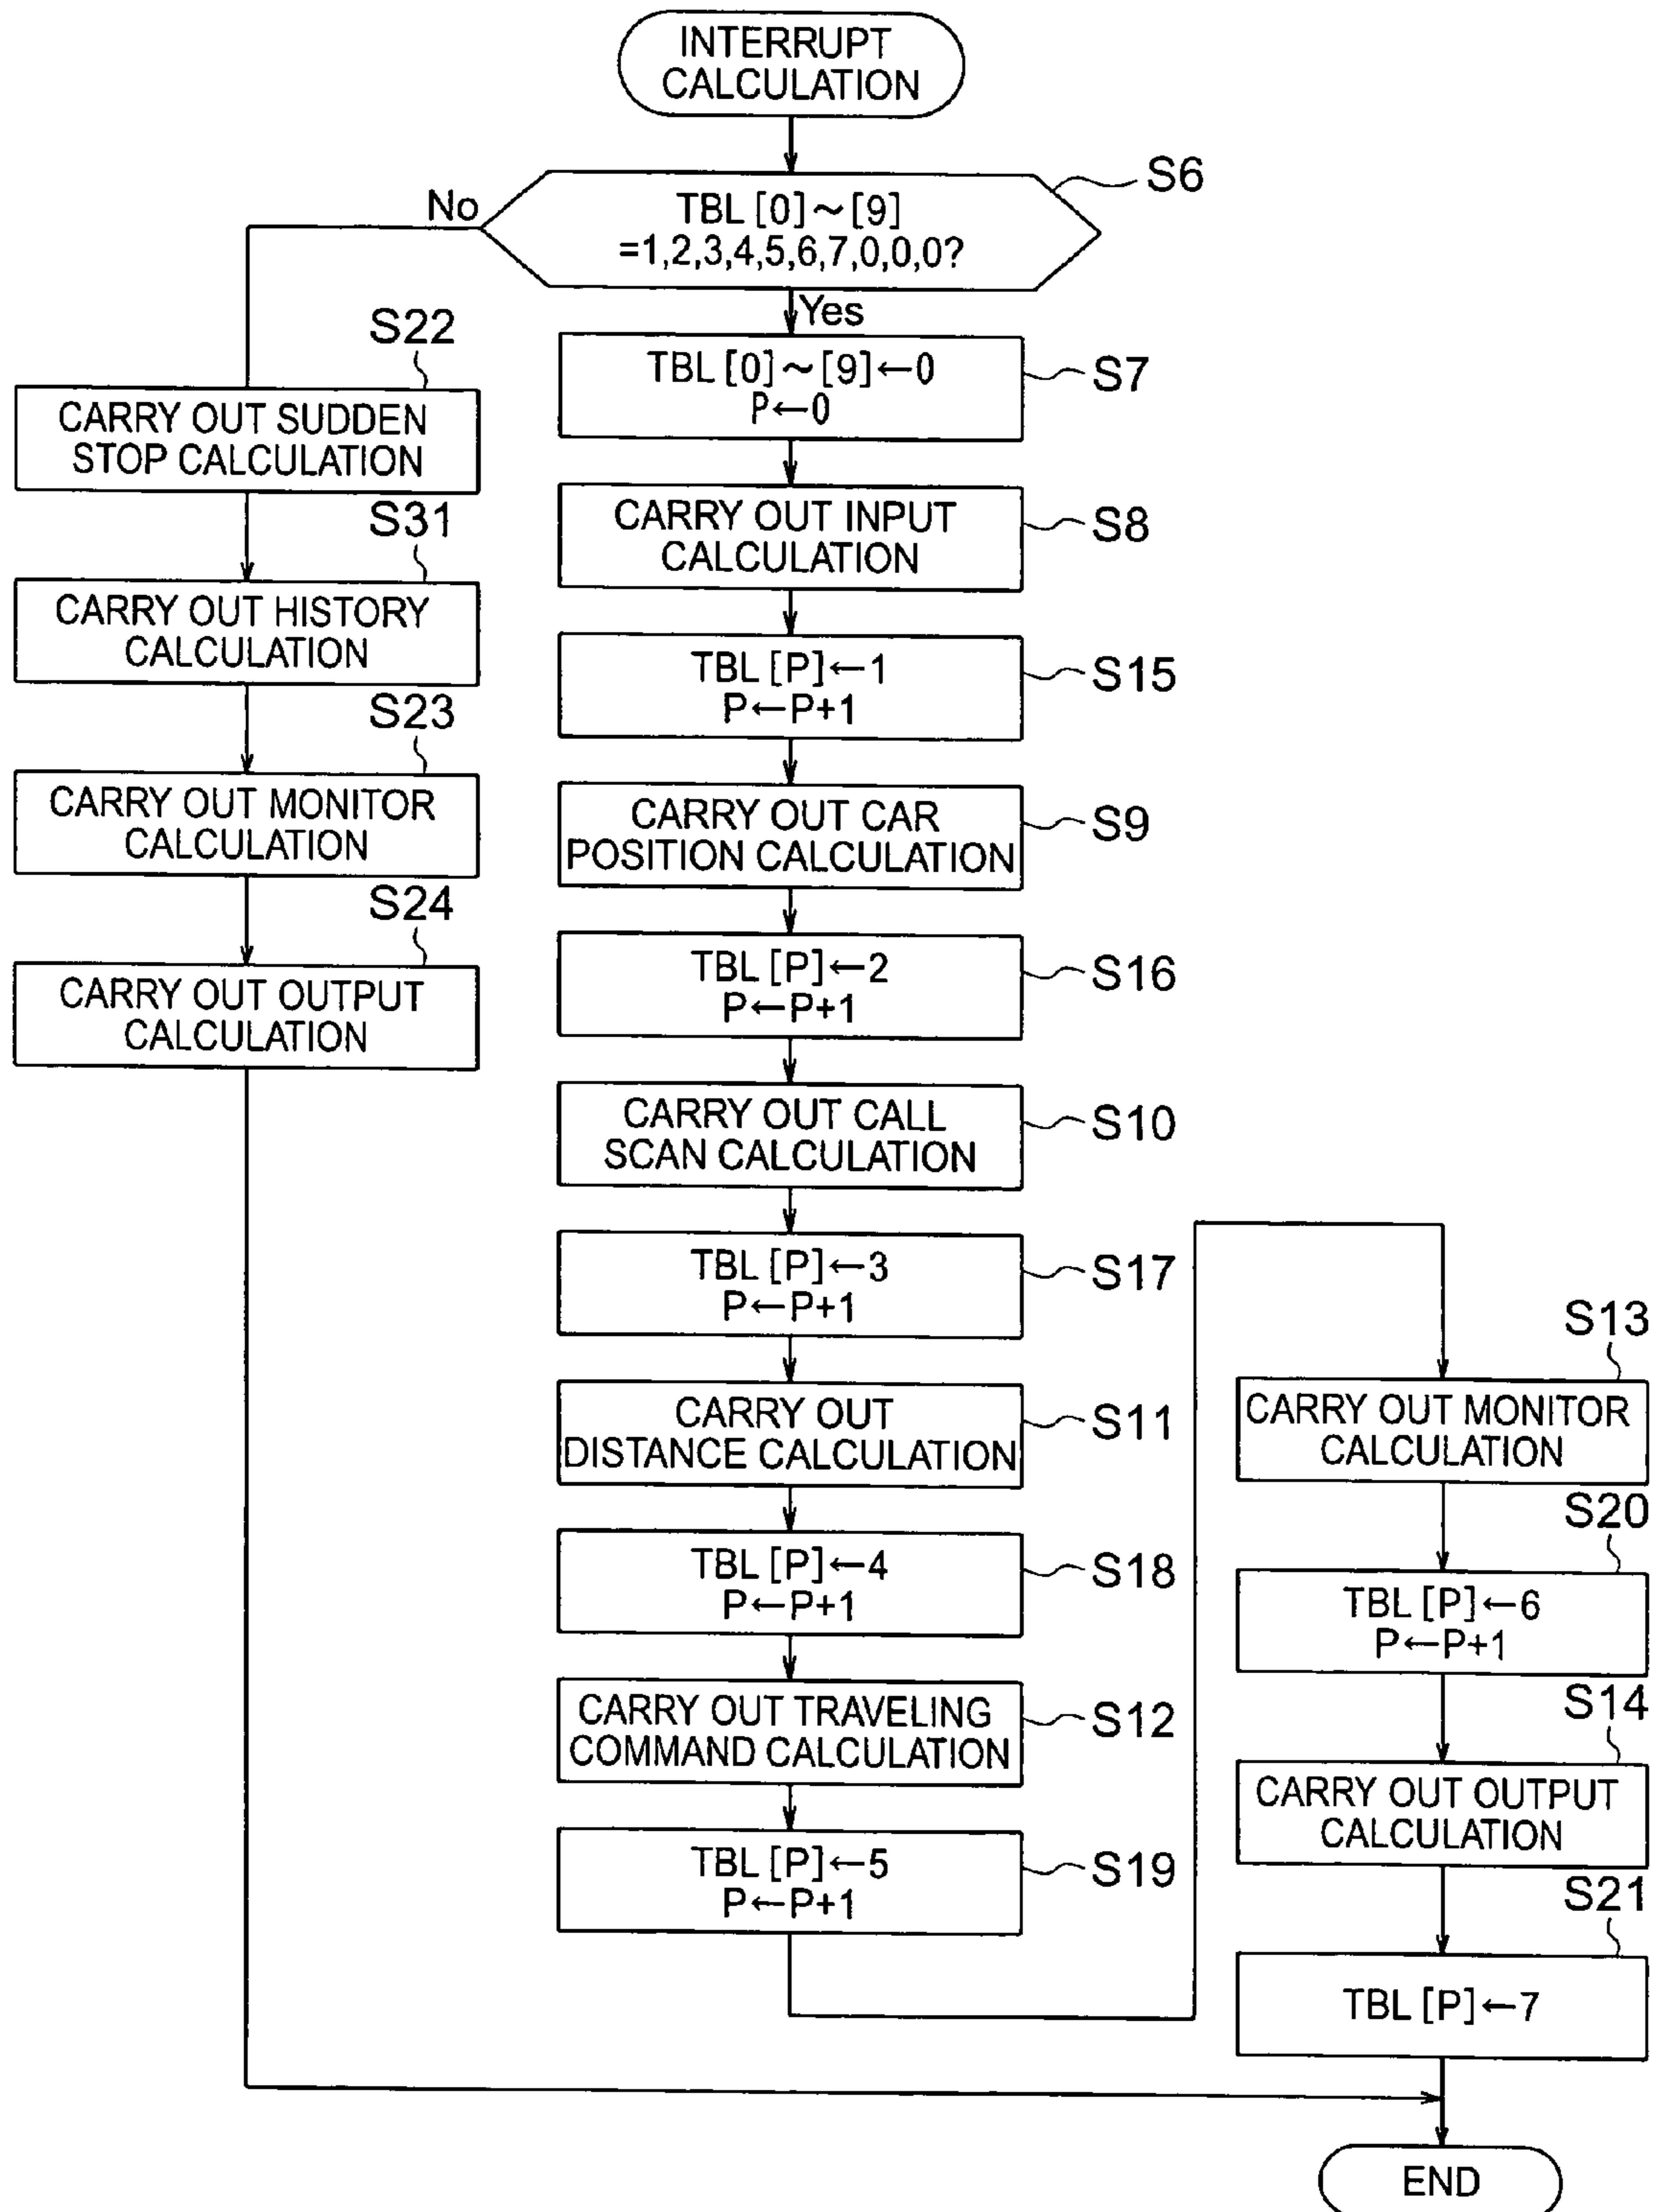 INTERRUPT
CALCULATION
S6
No
TBL [0]~[9]
=1,2,3,4,5,6,7,0,0,0?
Yes
S7
TBL [0]~[9]←0
P←0
S8
CARRY OUT INPUT
CALCULATION
S15
TBL [P]←1
P←P+1
S9
CARRY OUT CAR
POSITION CALCULATION
S16
TBL [P]←2
P←P+1
S10
CARRY OUT CALL
SCAN CALCULATION
S17
TBL [P]←3
P←P+1
S11
CARRY OUT
DISTANCE CALCULATION
S18
TBL [P]←4
P←P+1
S12
CARRY OUT TRAVELING
COMMAND CALCULATION
S19
TBL [P]←5
P←P+1
S13
CARRY OUT MONITOR
CALCULATION
S20
TBL [P]←6
P←P+1
S14
CARRY OUT OUTPUT
CALCULATION
S21
TBL [P]←7
S22
CARRY OUT SUDDEN
STOP CALCULATION
S31
CARRY OUT HISTORY
CALCULATION
S23
CARRY OUT MONITOR
CALCULATION
S24
CARRY OUT OUTPUT
CALCULATION
END